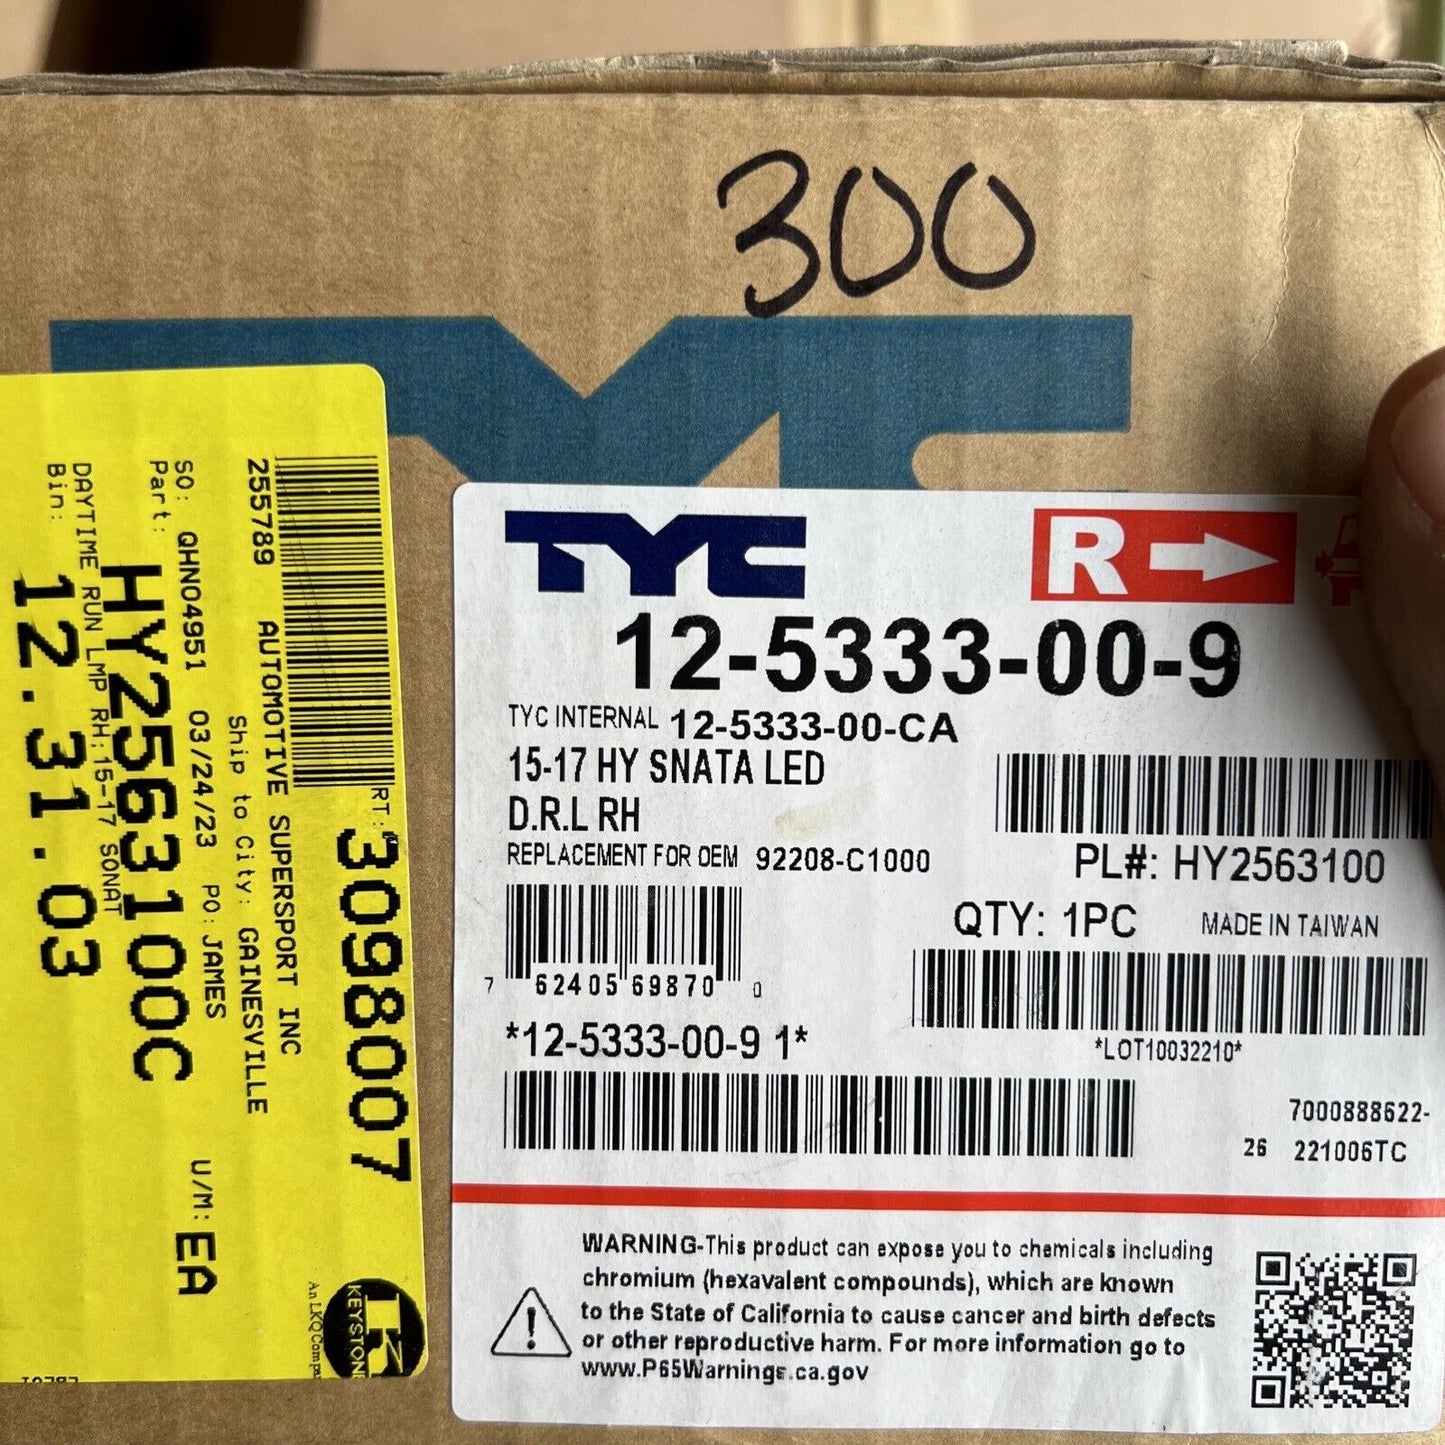 300
TYC
R
12-5333-00-9
TYC INTERNAL 12-5333-00-CA
15-17 HY SNATA LED
D.R.L RH
REPLACEMENT FOR OEM 92208-C1000
PL#: HY2563100
QTY: 1PC MADE IN TAIWAN
7 62405 69870 0
*12-5333-00-9 1*
*LOT10032210*
7000888622-
26 221006TC
WARNING-This product can expose you to chemicals including
chromium (hexavalent compounds), which are known
to the State of California to cause cancer and birth defects
or other reproductive harm. For more information go to
www.P65Warnings.ca.gov
RT: 3098007
255789 AUTOMOTIVE SUPERSPORT INC
Ship to City: GAINESVILLE
SO: QHN04951 03/24/23 PO: JAMES
Part: HY2563100C U/M: EA
DAYTIME RUN LMP RH:15-17 SONAT
Bin: 12.31.03
KEYSTON
An LKQ Compa